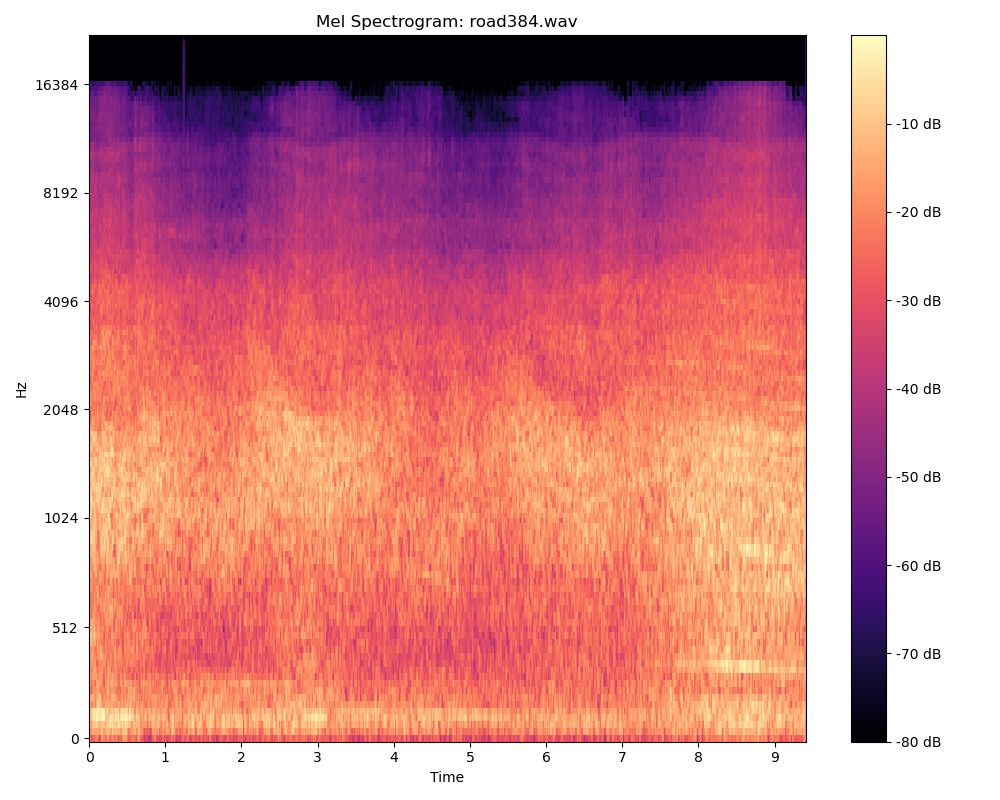 Mel Spectrogram: road384.wav
Hz
16384
8192
4096
2048
1024
512
0
0 1 2 3 4 5 6 7 8 9
Time
-10 dB
-20 dB
-30 dB
-40 dB
-50 dB
-60 dB
-70 dB
-80 dB